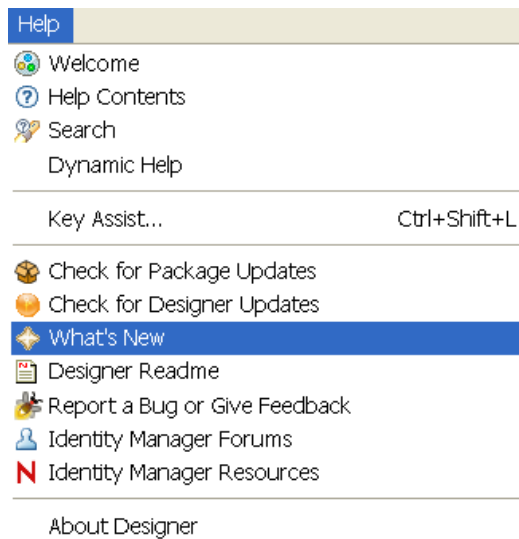 Help
Welcome
Help Contents
Search
Dynamic Help
Key Assist... Ctrl+Shift+L
Check for Package Updates
Check for Designer Updates
What's New
Designer Readme
Report a Bug or Give Feedback
Identity Manager Forums
N Identity Manager Resources
About Designer